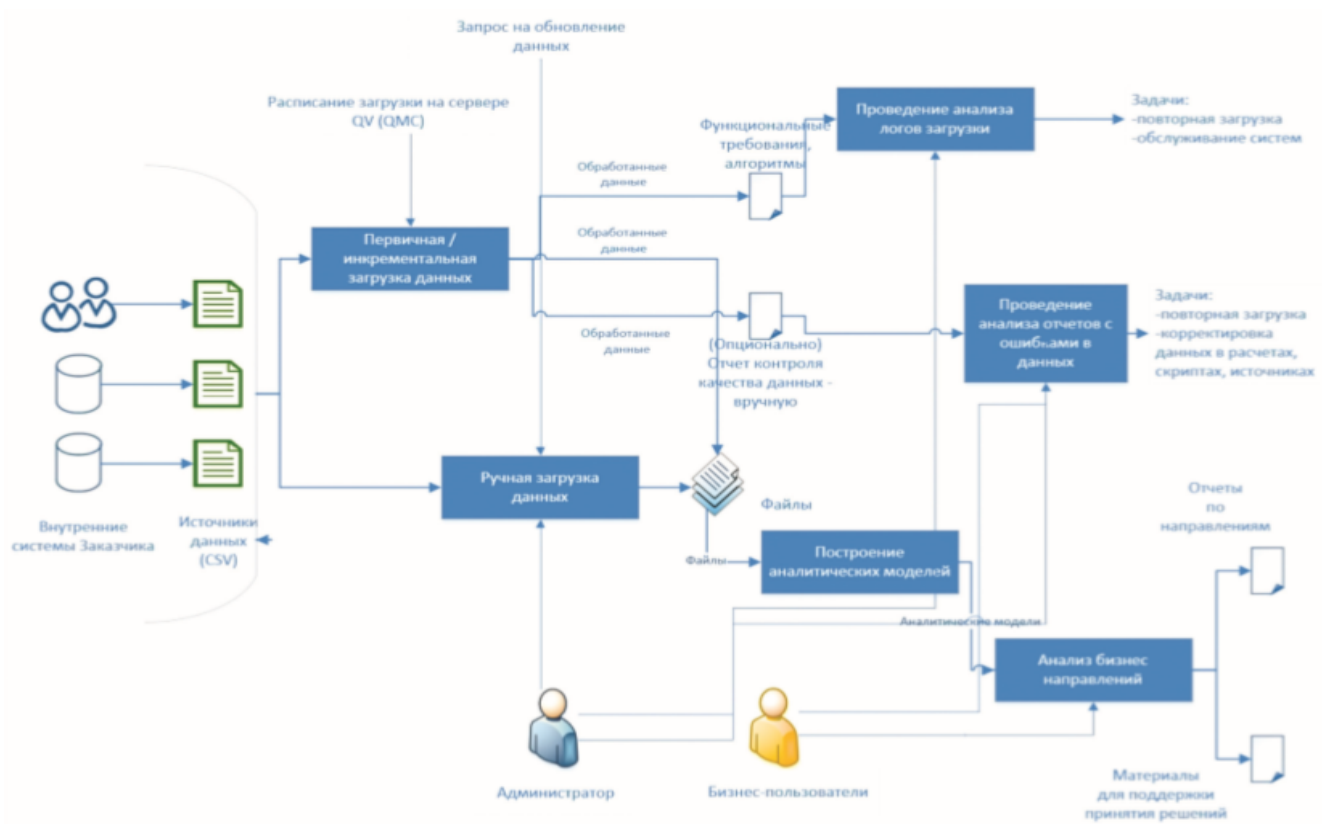 Запрос на обновление
данных
Расписание загрузки на сервере
QV (QMC)
Функциональные
требования,
алгоритмы
Проведение анализа
логов загрузки
Задачи:
-повторная загрузка
-обслуживание систем
Обработанные
данные
Обработанные
данные
Первичная /
инкрементальная
загрузка данных
Обработанные
данные
(Опционально)
Отчет контроля
качества данных -
вручную
Проведение
анализа отчетов с
ошибками в
данных
Задачи:
-повторная загрузка
-корректировка
данных в расчетах,
скриптах, источниках
Ручная загрузка
данных
Файлы
Отчеты
по
направлениям
Внутренние
системы Заказчика
Источники
данных
(CSV)
Файлы
Построение
аналитических моделей
Аналитические модели
Анализ бизнес
направлений
Администратор
Бизнес-пользователи
Материалы
для поддержки
принятия решений